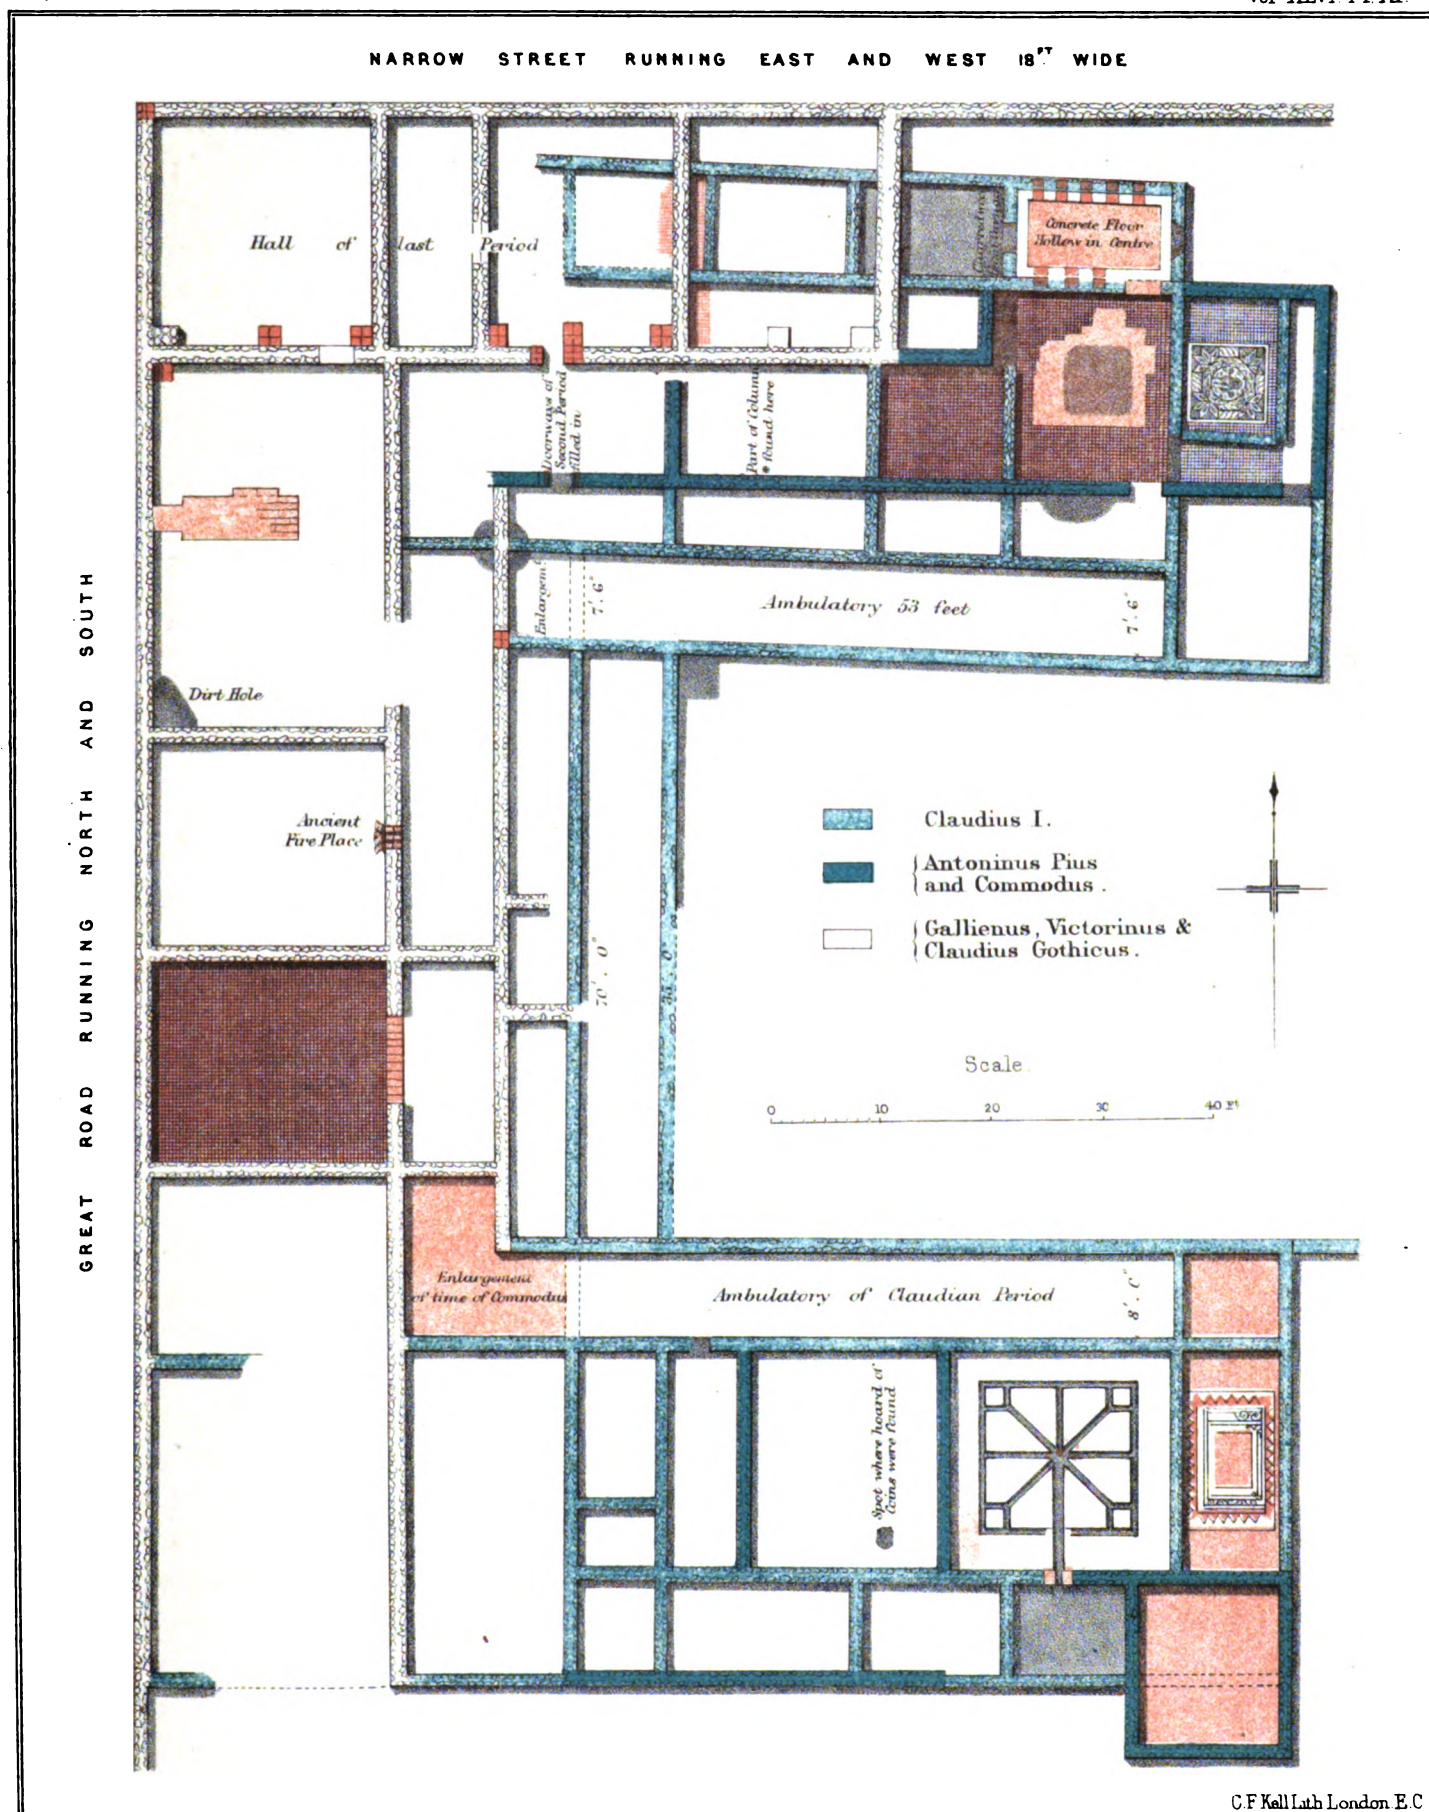 NARROW STREET RUNNING EAST AND WEST 18FT WIDE
Hall of last Period
Concrete Floor
Hollow in Centre
Doorways of
Second Period
filled in
Part of Column
found here
Enlargemt
7'. 6"
Ambulatory 53 feet
7'. 6"
GREAT ROAD RUNNING NORTH AND SOUTH
Dirt Hole
Ancient
Fire Place
Claudius I.
Antoninus Pius
and Commodus.
Gallienus, Victorinus &
Claudius Gothicus.
70'. 0"
Scale
0 10 20 30 40 Ft
Enlargement
of time of Commodus
Ambulatory of Claudian Period
8'. 0"
Spot where hoard of
Coins were found
C.F Kell Lith London E.C